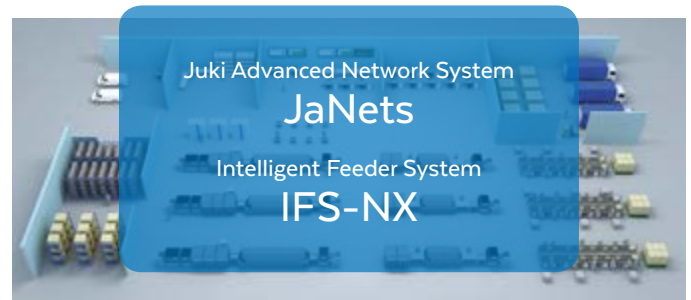 Juki Advanced Network System
JaNets
Intelligent Feeder System
IFS-NX